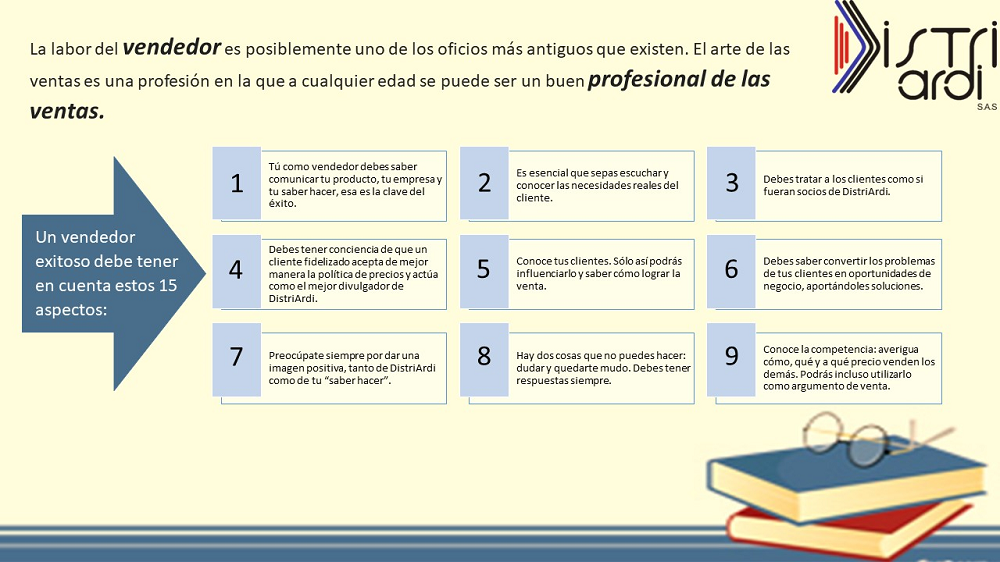 La labor del vendedor es posiblemente uno de los oficios más antiguos que existen. El arte de las
ventas es una profesión en la que a cualquier edad se puede ser un buen profesional de las
ventas.
DiSTRi
ardi
S.A.S
Un vendedor
exitoso debe tener
en cuenta estos 15
aspectos:
1
Tú como vendedor debes saber
comunicar tu producto, tu empresa y
tu saber hacer, esa es la clave del
éxito.
2
Es esencial que sepas escuchar y
conocer las necesidades reales del
cliente.
3
Debes tratar a los clientes como si
fueran socios de DistriArdi.
4
Debes tener conciencia de que un
cliente fidelizado acepta de mejor
manera la política de precios y actúa
como el mejor divulgador de
DistriArdi.
5
Conoce tus clientes. Sólo así podrás
influenciarlo y saber cómo lograr la
venta.
6
Debes saber convertir los problemas
de tus clientes en oportunidades de
negocio, aportándoles soluciones.
7
Preocúpate siempre por dar una
imagen positiva, tanto de DistriArdi
como de tu “saber hacer”.
8
Hay dos cosas que no puedes hacer:
dudar y quedarte mudo. Debes tener
respuestas siempre.
9
Conoce la competencia: averigua
cómo, qué y a qué precio venden los
demás. Podrás incluso utilizarlo
como argumento de venta.